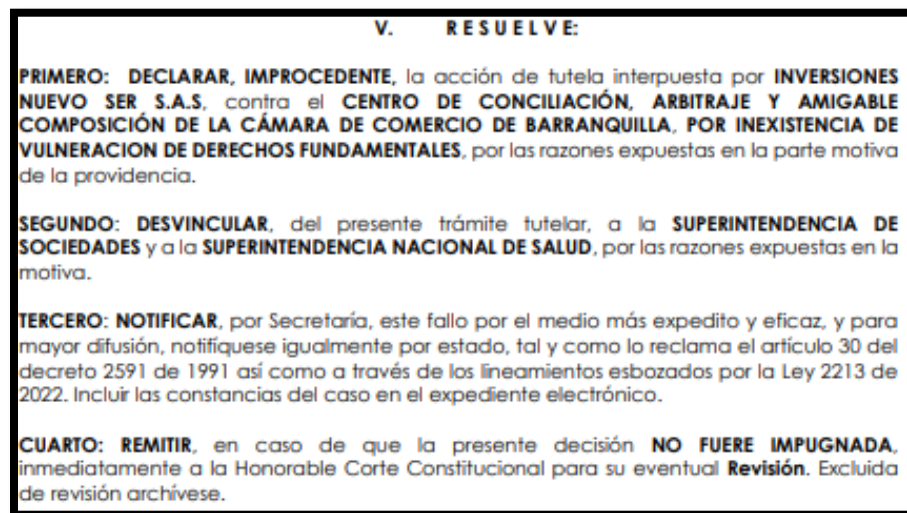 V. RESUELVE:
PRIMERO: DECLARAR, IMPROCEDENTE, la acción de tutela interpuesta por INVERSIONES
NUEVO SER S.A.S, contra el CENTRO DE CONCILIACIÓN, ARBITRAJE Y AMIGABLE
COMPOSICIÓN DE LA CÁMARA DE COMERCIO DE BARRANQUILLA, POR INEXISTENCIA DE
VULNERACION DE DERECHOS FUNDAMENTALES, por las razones expuestas en la parte motiva
de la providencia.
SEGUNDO: DESVINCULAR, del presente trámite tutelar, a la SUPERINTENDENCIA DE
SOCIEDADES y a la SUPERINTENDENCIA NACIONAL DE SALUD, por las razones expuestas en la
motiva.
TERCERO: NOTIFICAR, por Secretaría, este fallo por el medio más expedito y eficaz, y para
mayor difusión, notifíquese igualmente por estado, tal y como lo reclama el artículo 30 del
decreto 2591 de 1991 así como a través de los lineamientos esbozados por la Ley 2213 de
2022. Incluir las constancias del caso en el expediente electrónico.
CUARTO: REMITIR, en caso de que la presente decisión NO FUERE IMPUGNADA,
inmediatamente a la Honorable Corte Constitucional para su eventual Revisión. Excluida
de revisión archívese.